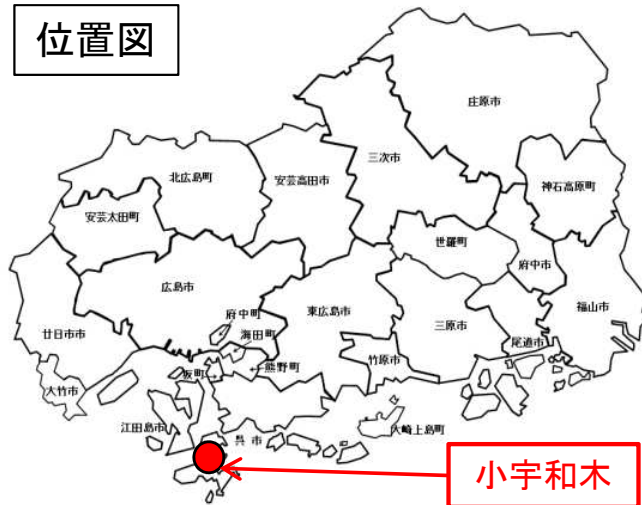 位置図
庄原市
三次市
北広島町
安芸高田市
神石高原町
安芸太田町
世羅町
府中市
広島市
東広島市
三原市
福山市
府中町
海田町
廿日市市
尾道市
竹原市
坂町
熊野町
大竹市
江田島市
呉市
大崎上島町
小宇和木